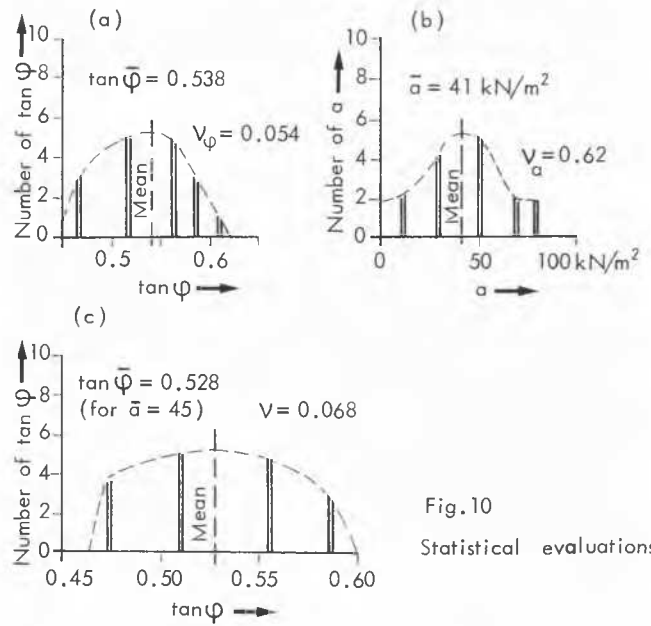 (a)
Number of tan φ
10
8
6
4
2
0
tan φ̄ = 0.538
ν_φ = 0.054
Mean
0.5 0.6
tan φ
(b)
Number of a
10
8
6
4
2
0
ā = 41 kN/m²
ν_a = 0.62
Mean
0 50 100 kN/m²
a
(c)
Number of tan φ
10
8
6
4
2
0
tan φ̄ = 0.528
(for ā = 45) ν = 0.068
Mean
0.45 0.50 0.55 0.60
tan φ
Fig.10
Statistical evaluations